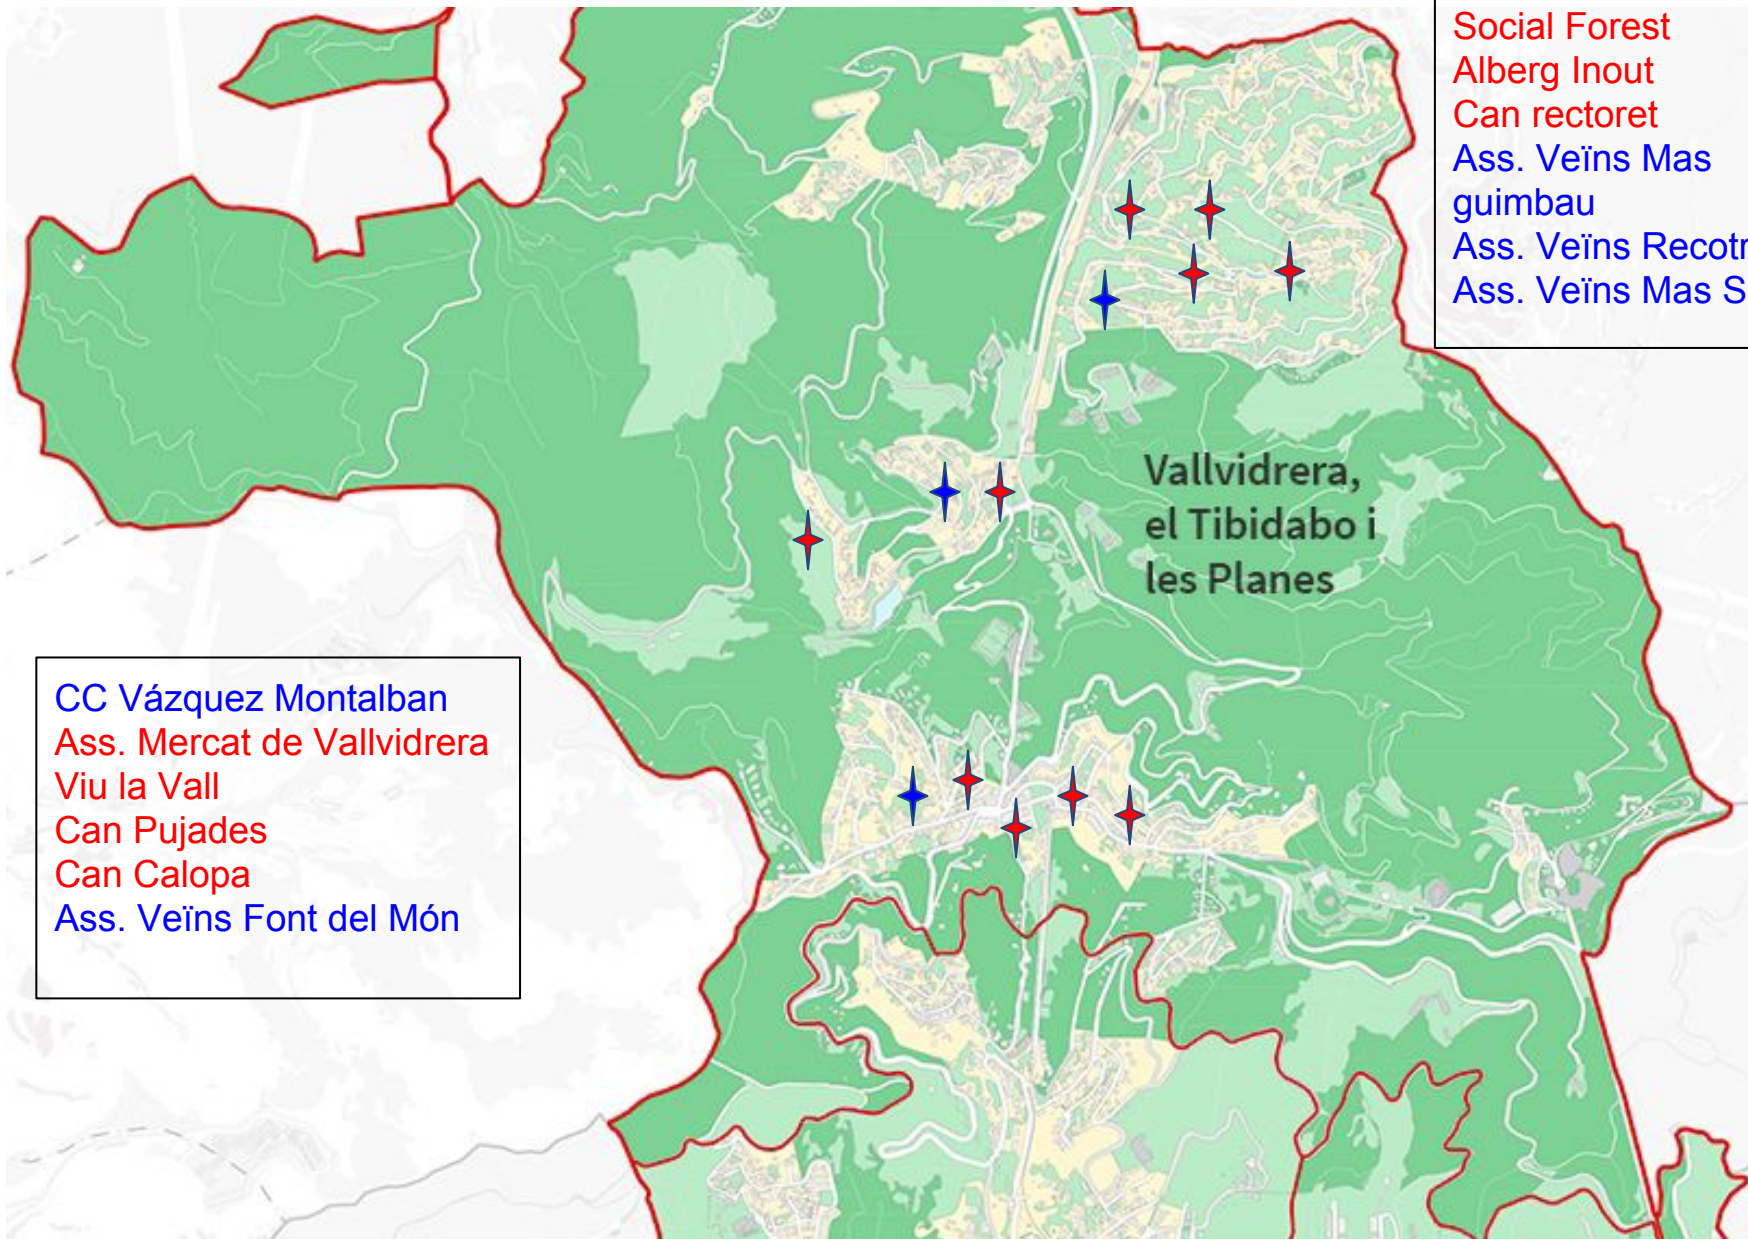 Social Forest
Alberg Inout
Can rectoret
Ass. Veïns Mas
guimbau
Ass. Veïns
Ass. Veïns Mas
Vallvidrera,
el Tibidabo i
les Planes
CC Vázquez Montalban
Ass. Mercat de Vallvidrera
Viu la Vall
Can Pujades
Can Calopa
Ass. Veïns Font del Món